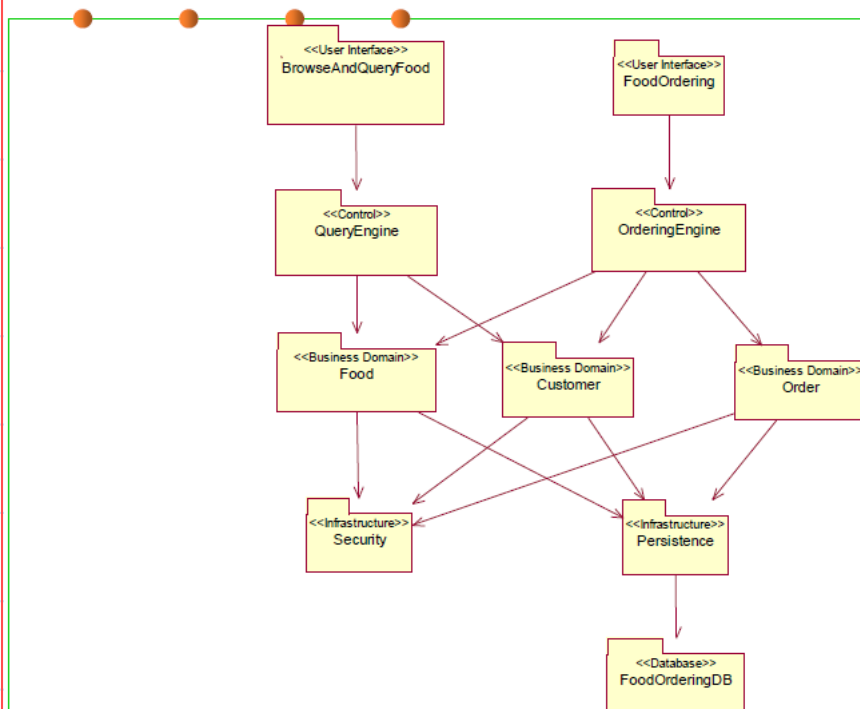 <<User Interface>>
BrowseAndQueryFood
<<User Interface>>
FoodOrdering
<<Control>>
QueryEngine
<<Control>>
OrderingEngine
<<Business Domain>>
Food
<<Business Domain>>
Customer
<<Business Domain>>
Order
<<Infrastructure>>
Security
<<Infrastructure>>
Persistence
<<Database>>
FoodOrderingDB